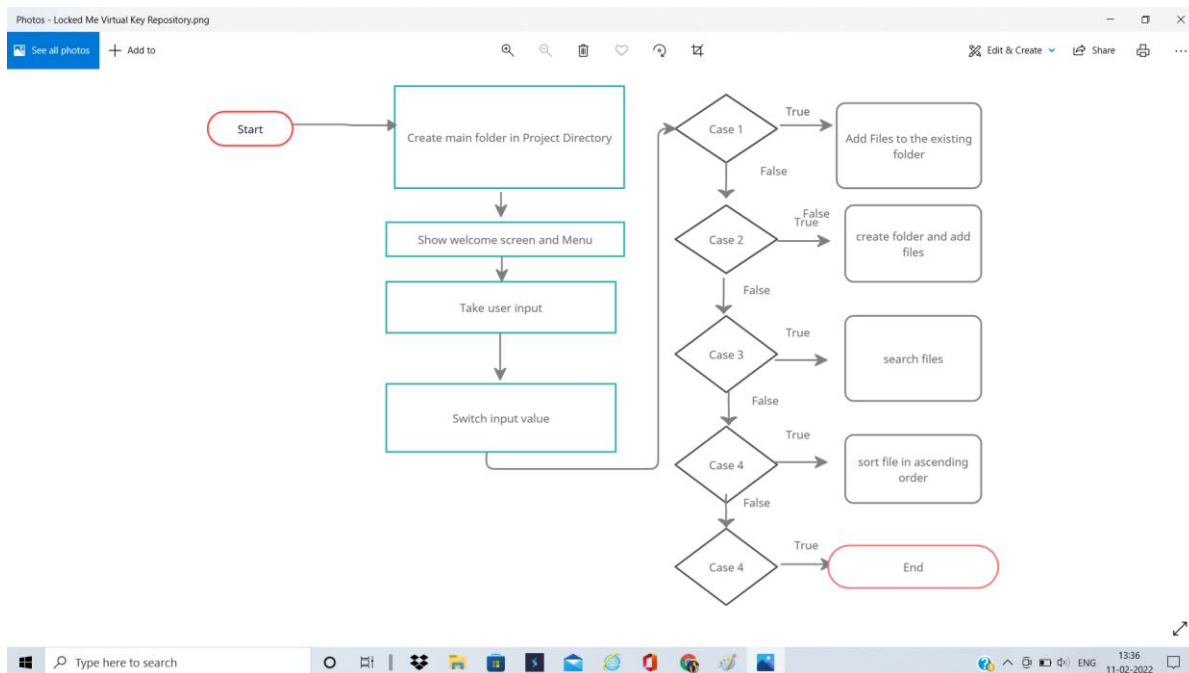 Photos - Locked Me Virtual Key Repository.png
See all photos
Add to
Edit & Create
Share
Start
Create main folder in Project Directory
Show welcome screen and Menu
Take user input
Switch input value
Case 1
True
Add Files to the existing
folder
False
Case 2
False
True
create folder and add
files
False
Case 3
True
search files
False
Case 4
True
sort file in ascending
order
False
Case 4
True
End
Type here to search
ENG
13:36
11-02-2022